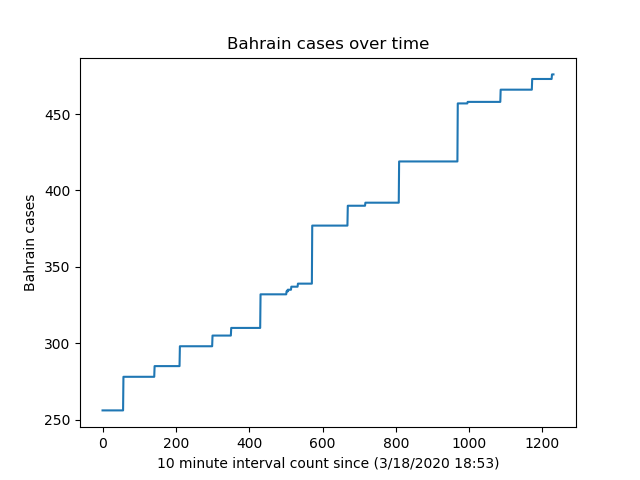 Bahrain cases over time
450
400
350
300
250
Bahrain cases
0 200 400 600 800 1000 1200
10 minute interval count since (3/18/2020 18:53)